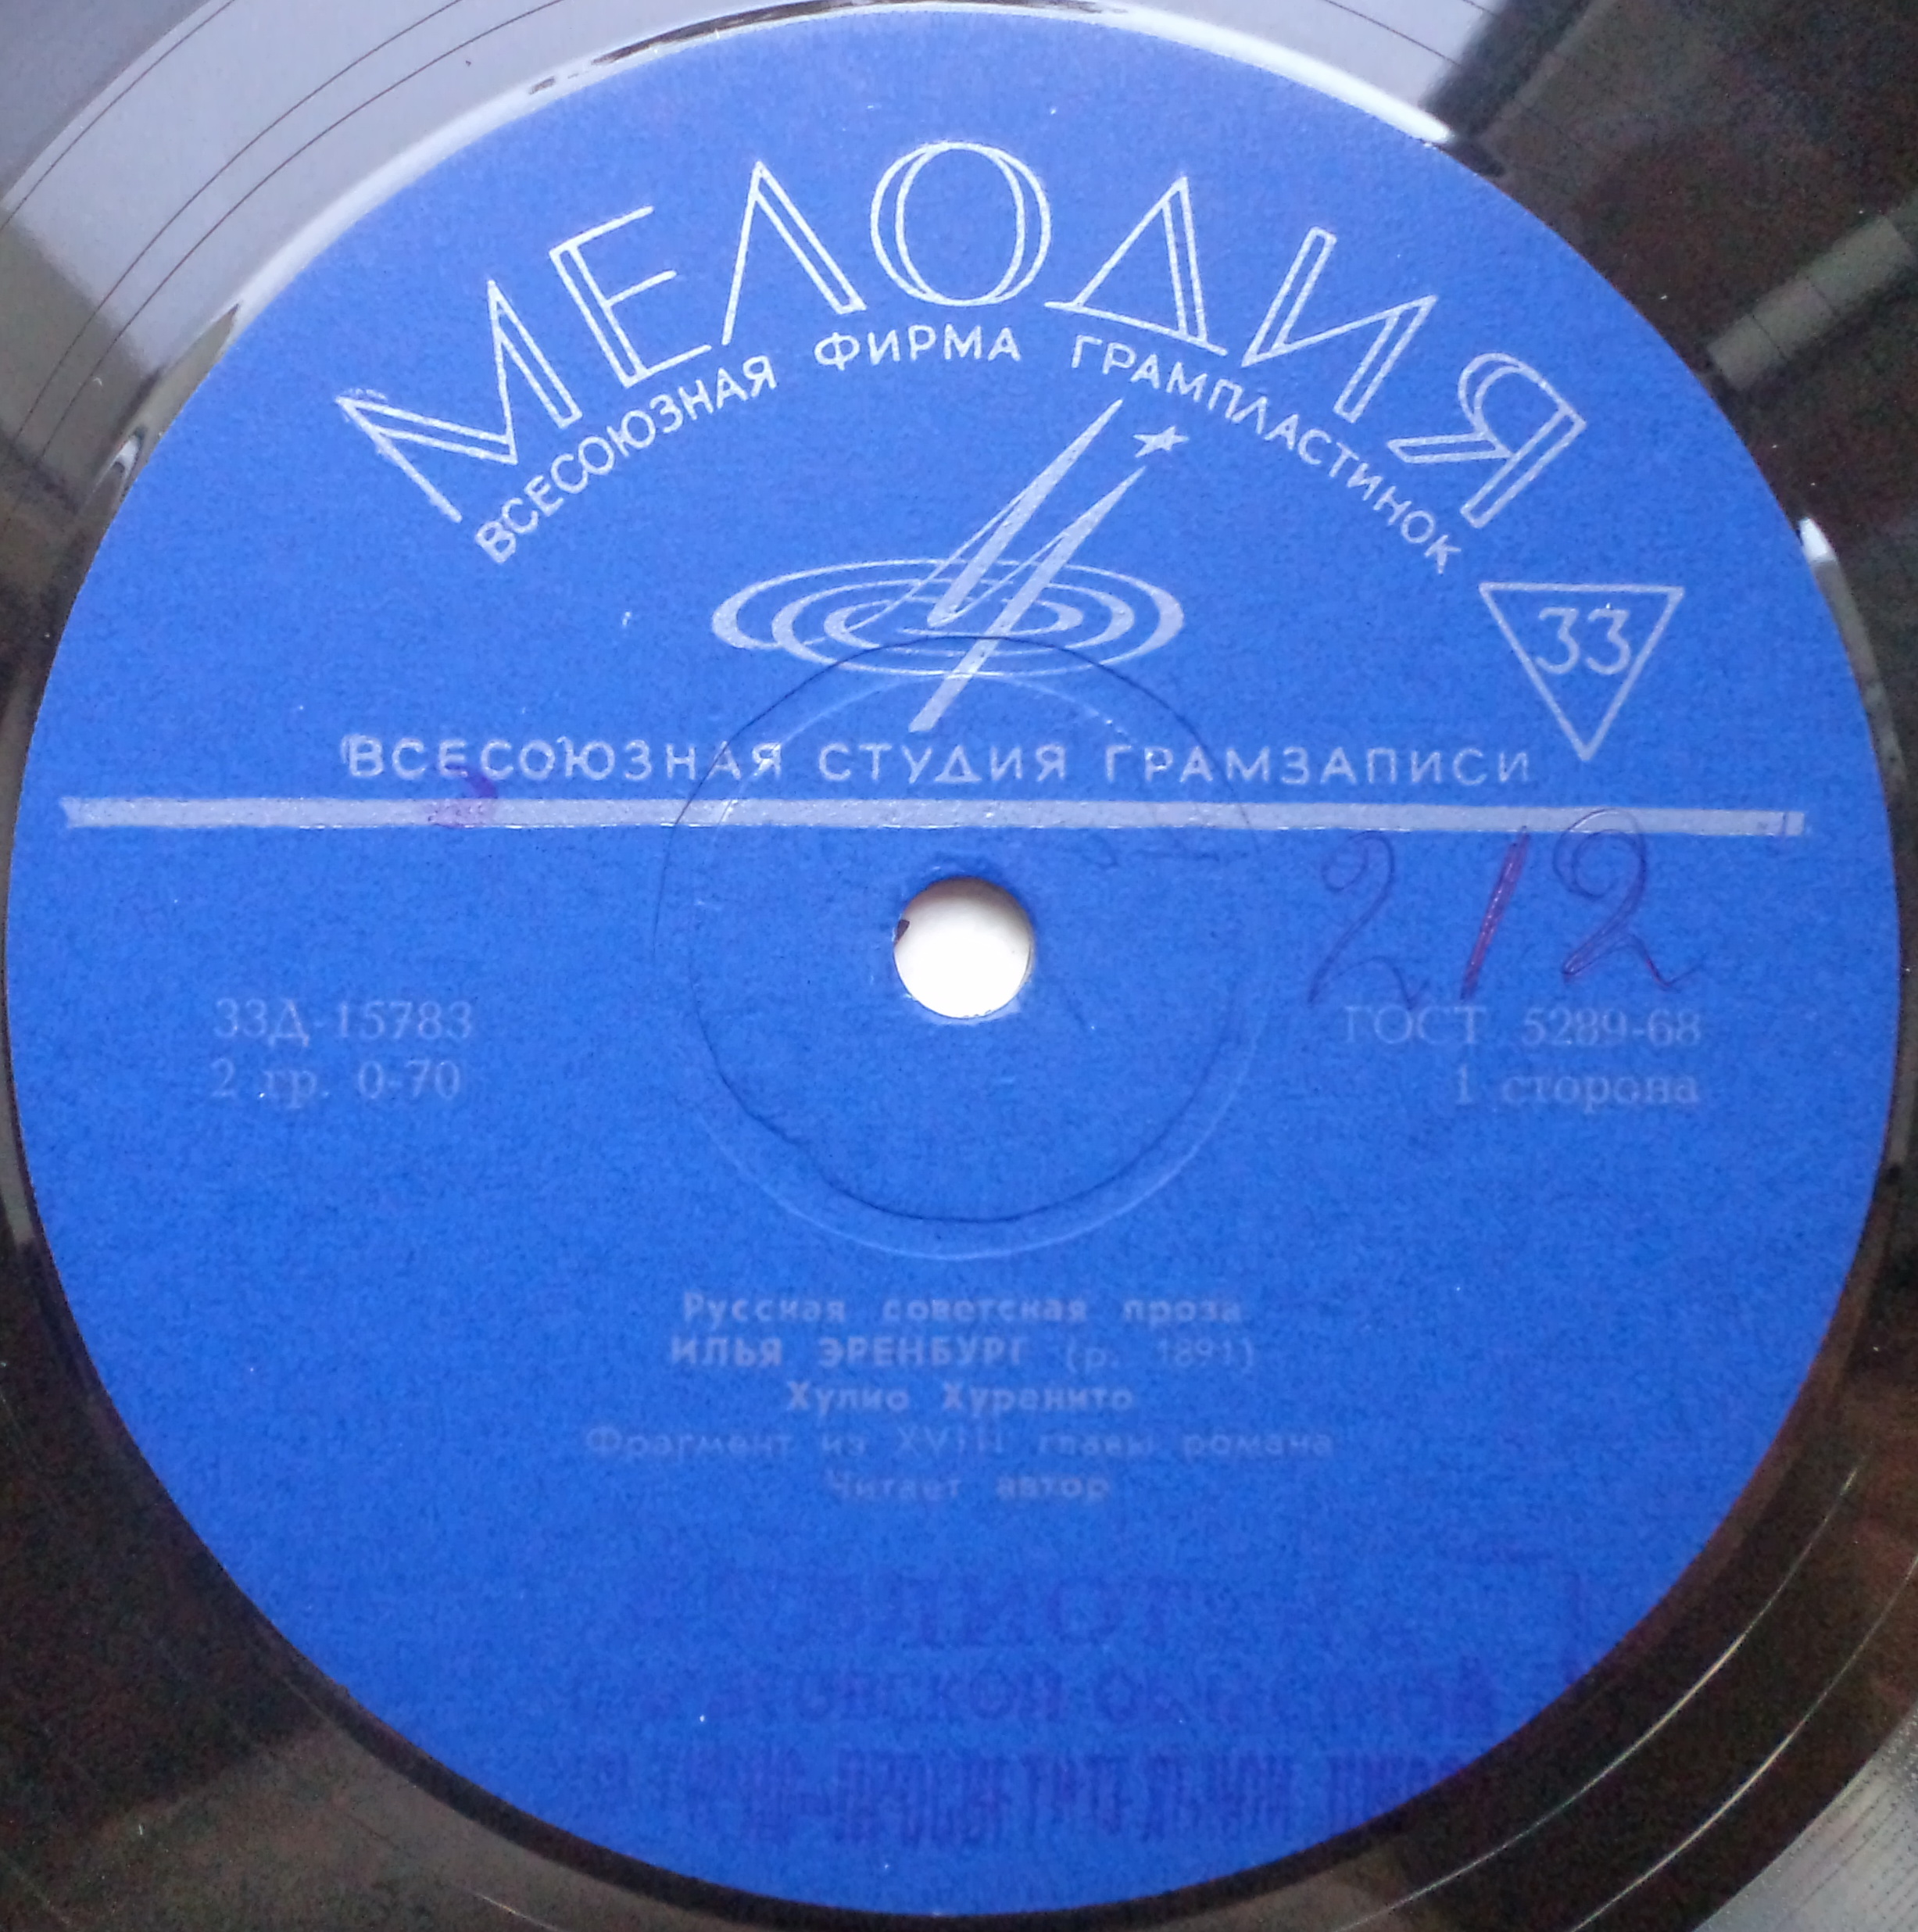 МЕЛОДИЯ
ВСЕСОЮЗНАЯ ФИРМА ГРАМПЛАСТИНОК
33
ВСЕСОЮЗНАЯ СТУДИЯ ГРАМЗАПИСИ
212
33Д-15783
ГОСТ 5289-68
2 гр. 0-70
1 сторона
Русская советская проза
ИЛЬЯ ЭРЕНБУРГ (р. 1891)
Хулио Хуренито
Фрагмент из XVIII главы романа
Читает автор